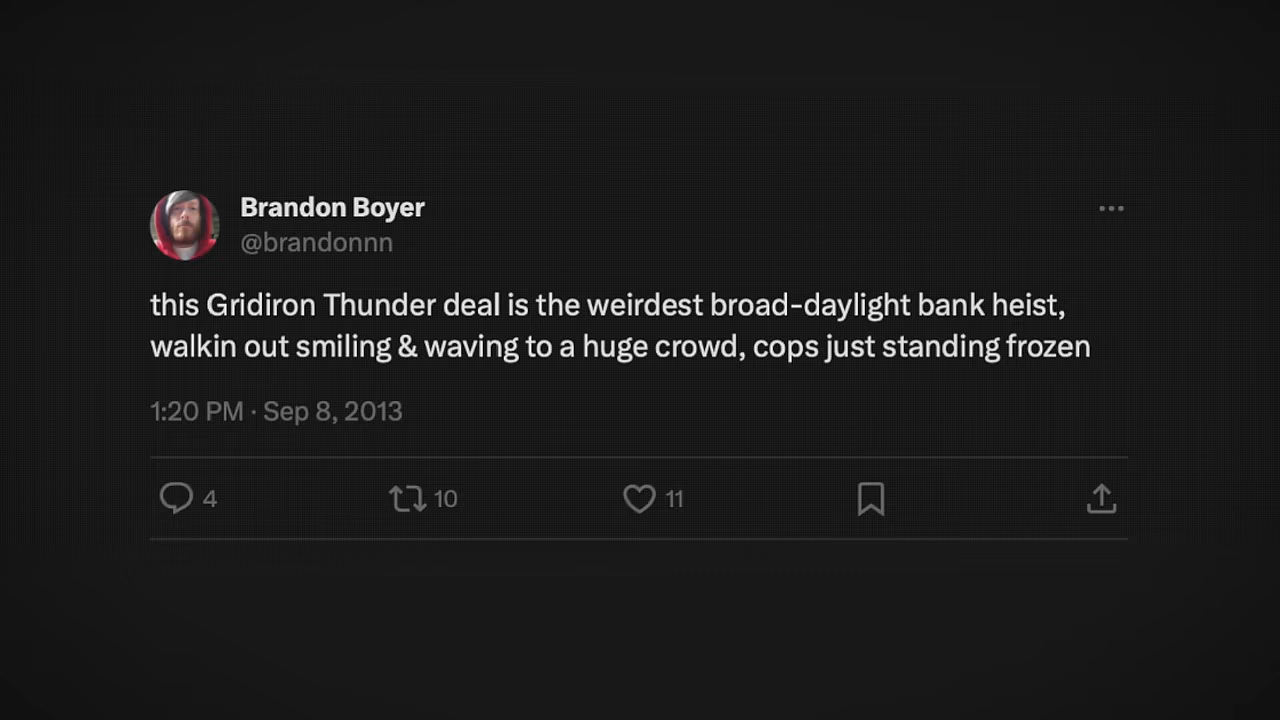 Brandon Boyer
@brandonnn
this Gridiron Thunder deal is the weirdest broad-daylight bank heist,
walkin out smiling & waving to a huge crowd, cops just standing frozen
1:20 PM · Sep 8, 2013
4 10 11